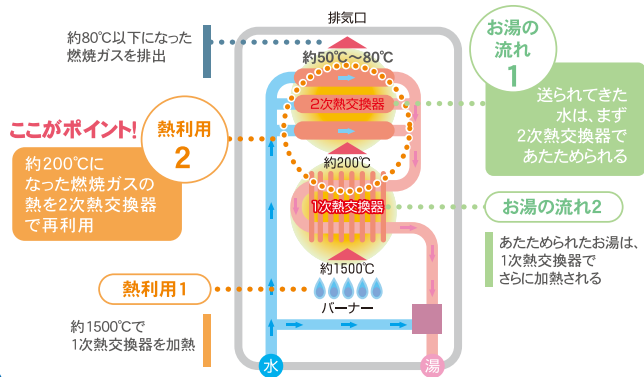 排気口
約80℃以下になった
燃焼ガスを排出
約50℃～80℃
お湯の
流れ
1
送られてきた
水は、まず
2次熱交換器で
あたためられる
2次熱交換器
ここがポイント!
熱利用
2
約200℃に
なった燃焼ガスの
熱を2次熱交換器
で再利用
約200℃
1次熱交換器
お湯の流れ2
あたためられたお湯は、
1次熱交換器で
さらに加熱される
約1500℃
熱利用1
バーナー
約1500℃で
1次熱交換器を加熱
水
湯